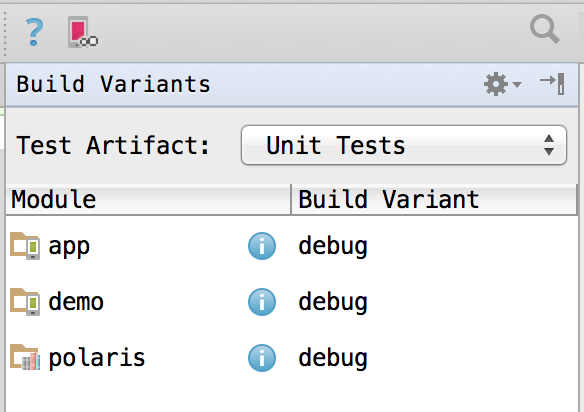 ?
Build Variants
Test Artifact: Unit Tests
Module Build Variant
app i debug
demo i debug
polaris i debug